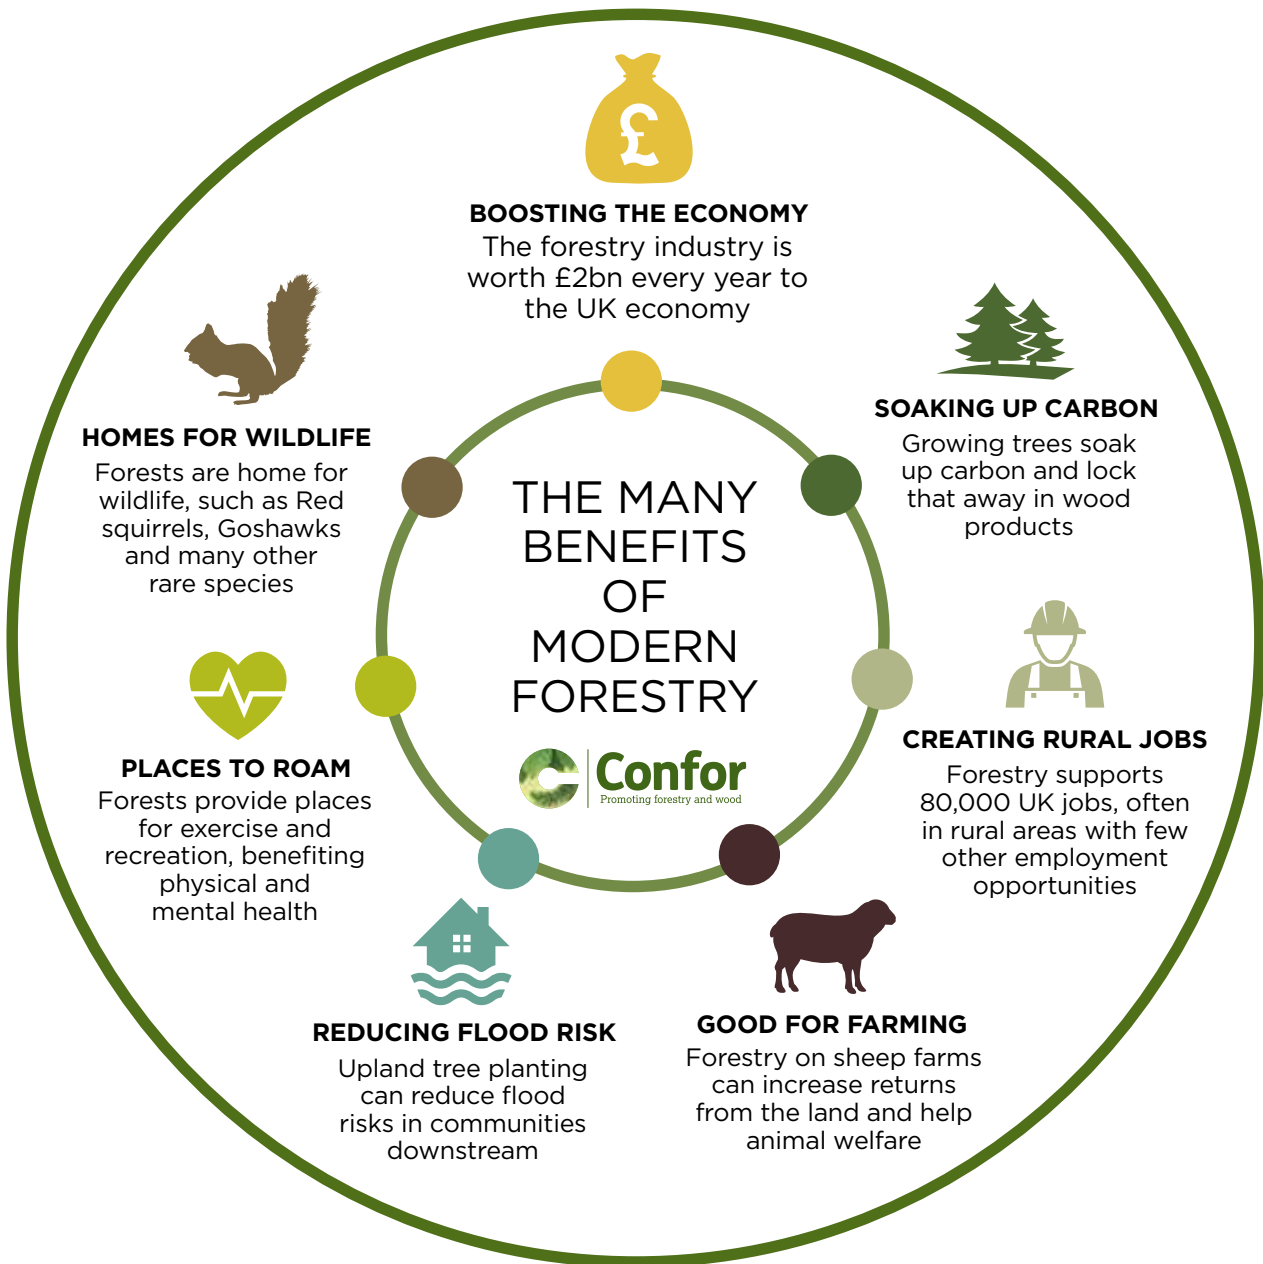 £
BOOSTING THE ECONOMY
The forestry industry is
worth £2bn every year to
the UK economy
SOAKING UP CARBON
Growing trees soak
up carbon and lock
that away in wood
products
CREATING RURAL JOBS
Forestry supports
80,000 UK jobs, often
in rural areas with few
other employment
opportunities
GOOD FOR FARMING
Forestry on sheep farms
can increase returns
from the land and help
animal welfare
REDUCING FLOOD RISK
Upland tree planting
can reduce flood
risks in communities
downstream
PLACES TO ROAM
Forests provide places
for exercise and
recreation, benefiting
physical and
mental health
HOMES FOR WILDLIFE
Forests are home for
wildlife, such as Red
squirrels, Goshawks
and many other
rare species
THE MANY
BENEFITS
OF
MODERN
FORESTRY
Confor
Promoting forestry and wood